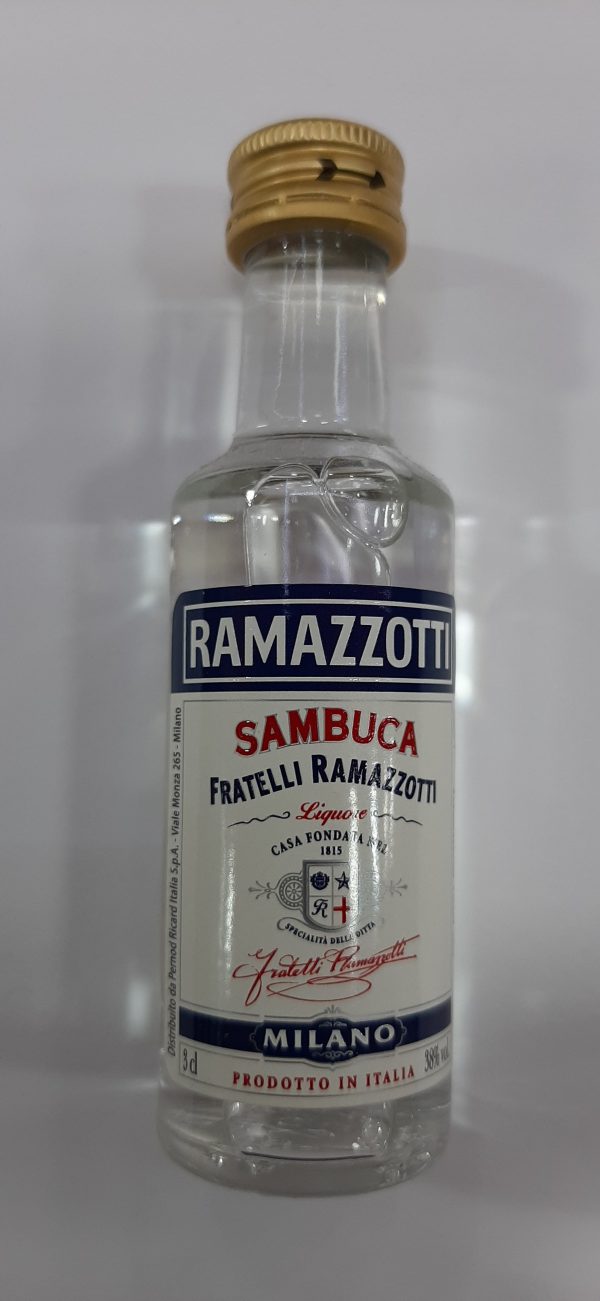 RAMAZZOTTI
SAMBUCA
FRATELLI RAMAZZOTTI
Liquore
CASA FONDATA NEL
1815
R
SPECIALITÀ DELLA DITTA
Fratelli Ramazzotti
MILANO
3 cl
38% vol
PRODOTTO IN ITALIA
Distribuito da Pernod Ricard Italia S.p.A. - Viale Monza 265 - Milano